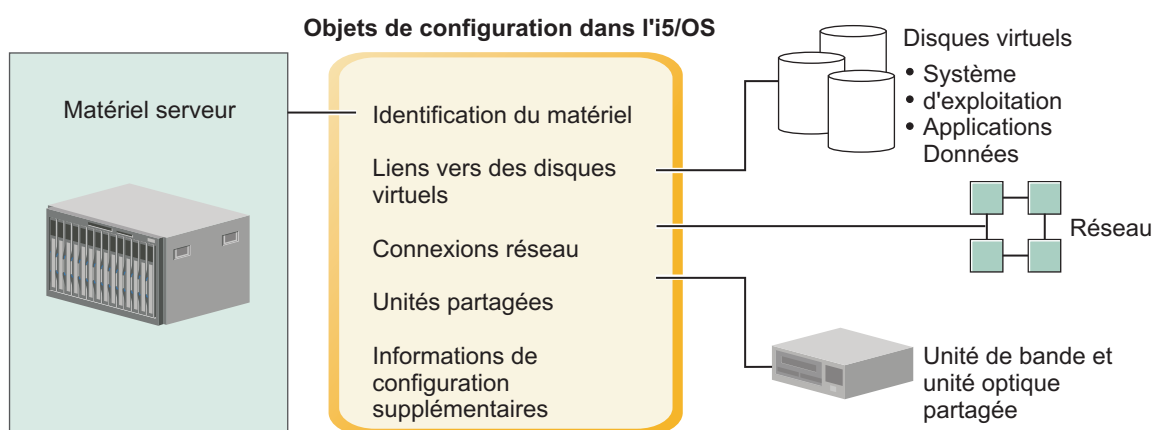 Objets de configuration dans l'i5/OS
Matériel serveur
Identification du matériel
Liens vers des disques
virtuels
Connexions réseau
Unités partagées
Informations de
configuration
supplémentaires
Disques virtuels
• Système
• d'exploitation
• Applications
Données
Réseau
Unité de bande et
unité optique
partagée